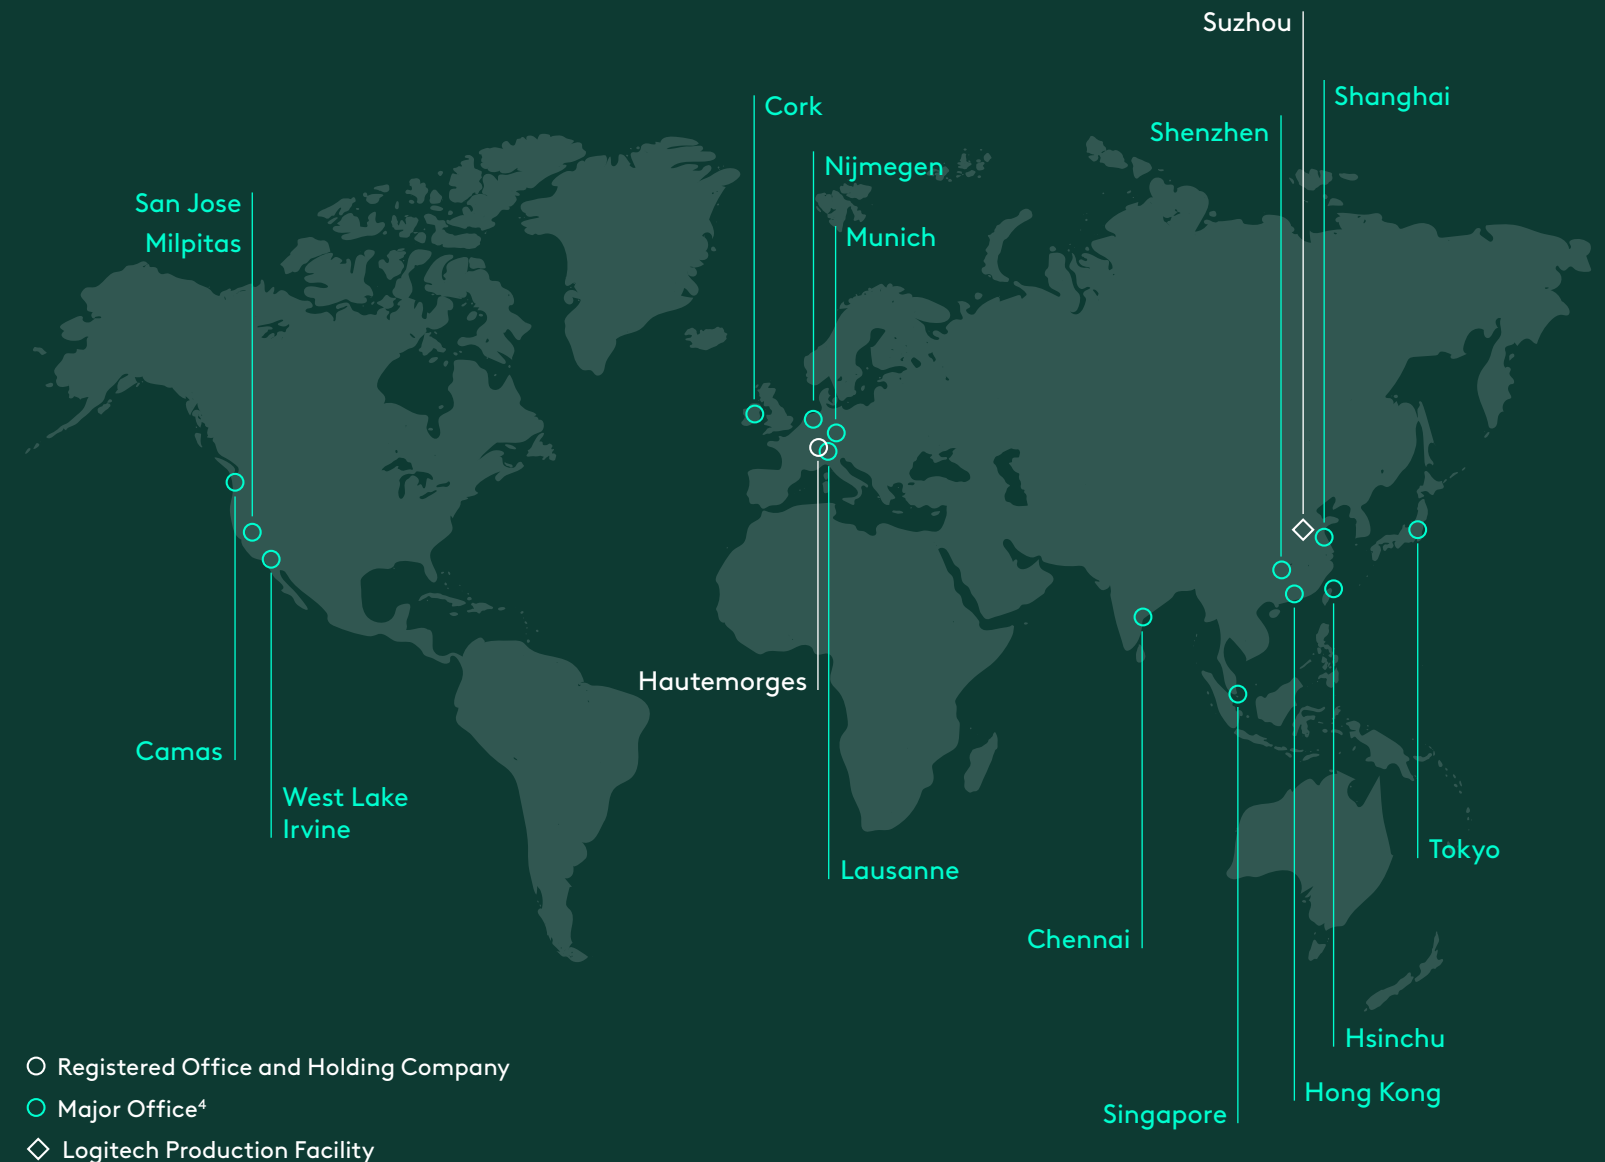 Suzhou
Shanghai
Cork
Shenzhen
Nijmegen
San Jose
Milpitas
Munich
Hautemorges
Camas
West Lake
Irvine
Tokyo
Lausanne
Chennai
Hsinchu
Hong Kong
Singapore
Registered Office and Holding Company
Major Office⁴
Logitech Production Facility